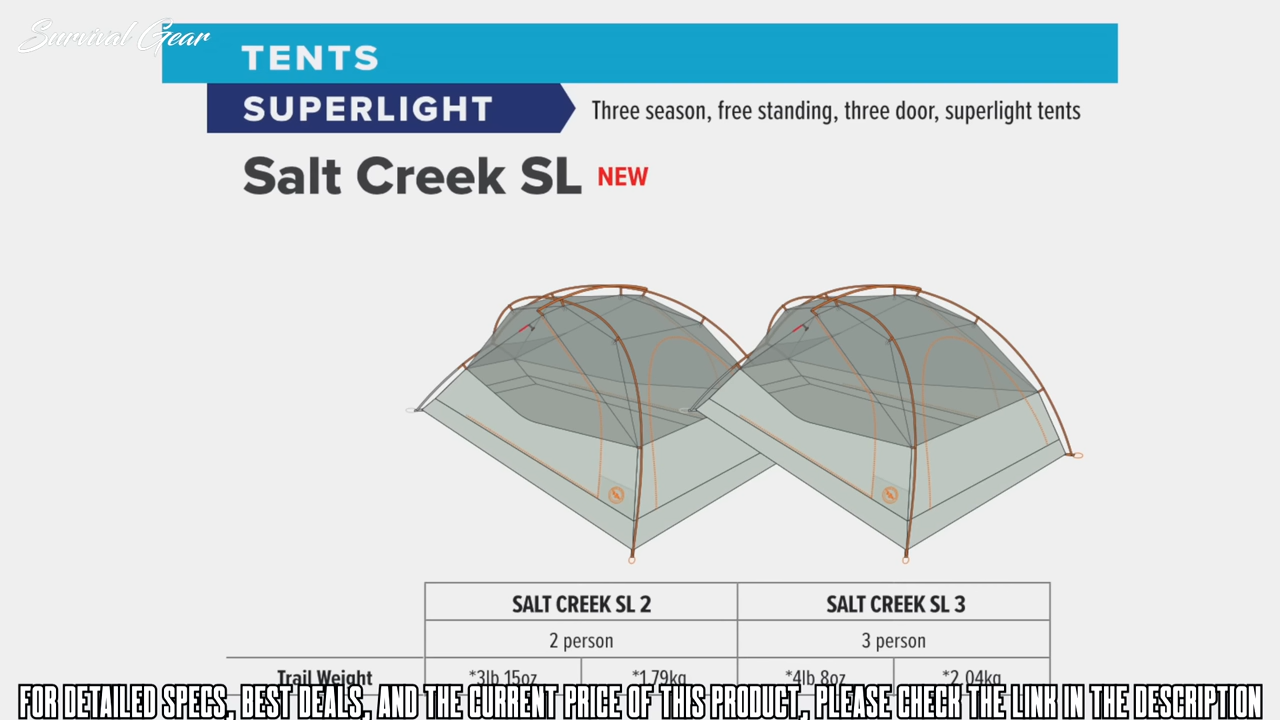 Survival Gear
TENTS
SUPERLIGHT
Three season, free standing, three door, superlight tents
Salt Creek SL NEW
SALT CREEK SL 2 SALT CREEK SL 3
2 person 3 person
Trail Weight *3lb 15oz *1.79kg *4lb 8oz *2.04kg
FOR DETAILED SPECS, BEST DEALS, AND THE CURRENT PRICE OF THIS PRODUCT, PLEASE CHECK THE LINK IN THE DESCRIPTION